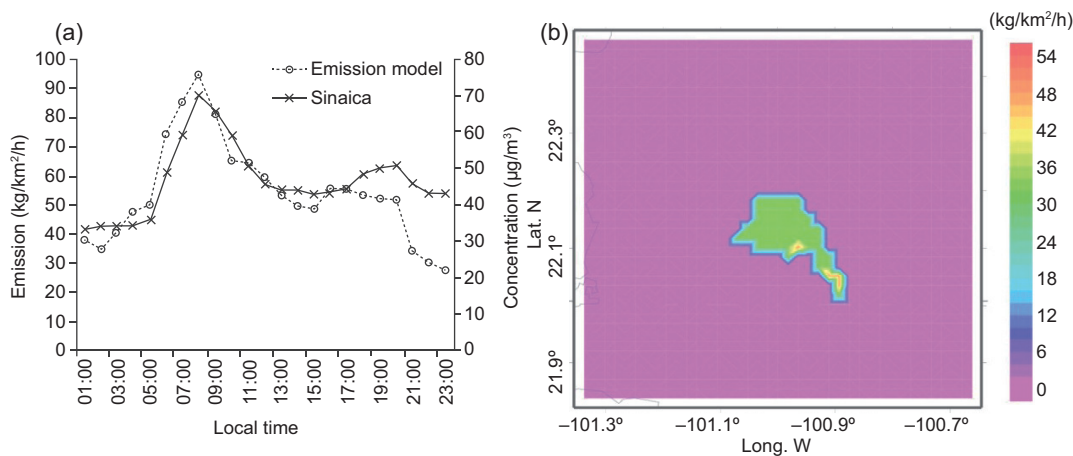 (a)
Emission model
Sinaica
100
90
80
70
60
50
40
30
20
10
0
Emission (kg/km²/h)
80
70
60
50
40
30
20
10
0
Concentration (µg/m³)
01:00
03:00
05:00
07:00
09:00
11:00
13:00
15:00
17:00
19:00
21:00
23:00
Local time
(b)
22.3º
22.1º
21.9º
Lat. N
–101.3º
–101.1º
–100.9º
–100.7º
Long. W
(kg/km²/h)
54
48
42
36
30
24
18
12
6
0